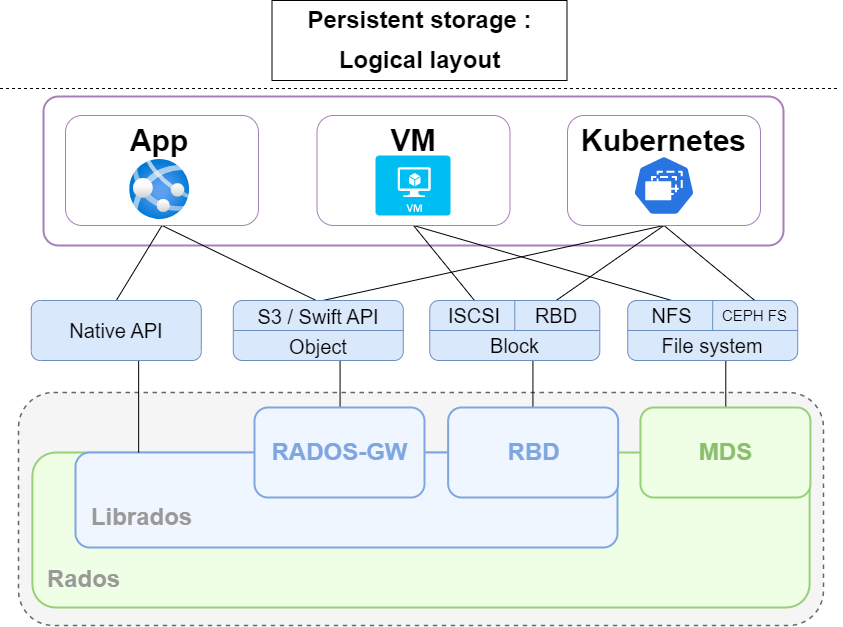 Persistent storage :
Logical layout
App
VM
Kubernetes
VM
Native API
S3 / Swift API
Object
ISCSI
RBD
Block
NFS
CEPH FS
File system
RADOS-GW
RBD
MDS
Librados
Rados